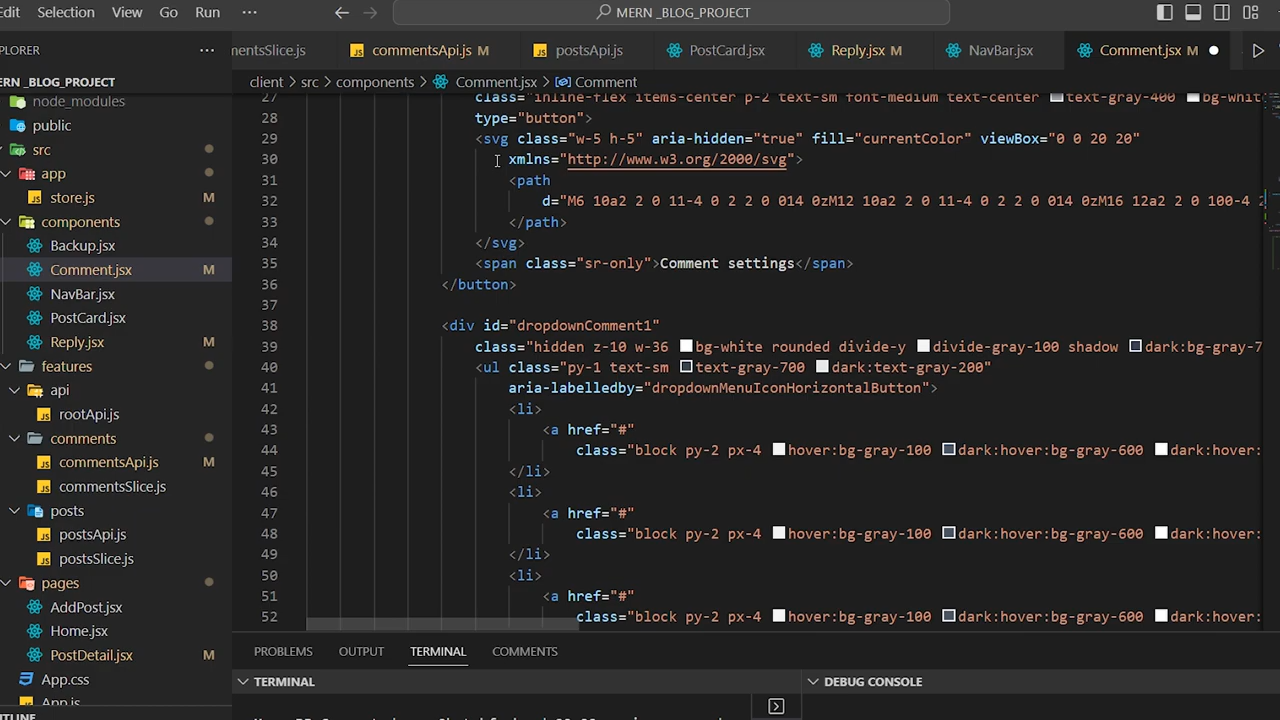 Edit Selection View Go Run ··· MERN _BLOG_PROJECT
PLORER ···
mentsSlice.js commentsApi.js M postsApi.js PostCard.jsx Reply.jsx M NavBar.jsx Comment.jsx M
ERN_BLOG_PROJECT
client > src > components > Comment.jsx > Comment
node_modules
public
src
app
store.js M
components
Backup.jsx
Comment.jsx M
NavBar.jsx
PostCard.jsx
Reply.jsx M
features
api
rootApi.js
comments
commentsApi.js M
commentsSlice.js
posts
postsApi.js
postsSlice.js
pages
AddPost.jsx
Home.jsx
PostDetail.jsx M
App.css
App.js
27 class="inline-flex items-center p-2 text-sm font-medium text-center text-gray-400 bg-whit
28 type="button">
29 <svg class="w-5 h-5" aria-hidden="true" fill="currentColor" viewBox="0 0 20 20"
30 xmlns="http://www.w3.org/2000/svg">
31 <path
32 d="M6 10a2 2 0 11-4 0 2 2 0 014 0zM12 10a2 2 0 11-4 0 2 2 0 014 0zM16 12a2 2 0 100-4 2
33 </path>
34 </svg>
35 <span class="sr-only">Comment settings</span>
36 </button>
37
38 <div id="dropdownComment1"
39 class="hidden z-10 w-36 bg-white rounded divide-y divide-gray-100 shadow dark:bg-gray-7
40 <ul class="py-1 text-sm text-gray-700 dark:text-gray-200"
41 aria-labelledby="dropdownMenuIconHorizontalButton">
42 <li>
43 <a href="#"
44 class="block py-2 px-4 hover:bg-gray-100 dark:hover:bg-gray-600 dark:hover:
45 </li>
46 <li>
47 <a href="#"
48 class="block py-2 px-4 hover:bg-gray-100 dark:hover:bg-gray-600 dark:hover:
49 </li>
50 <li>
51 <a href="#"
52 class="block py-2 px-4 hover:bg-gray-100 dark:hover:bg-gray-600 dark:hover:
PROBLEMS OUTPUT TERMINAL COMMENTS
TERMINAL DEBUG CONSOLE
UTLINE